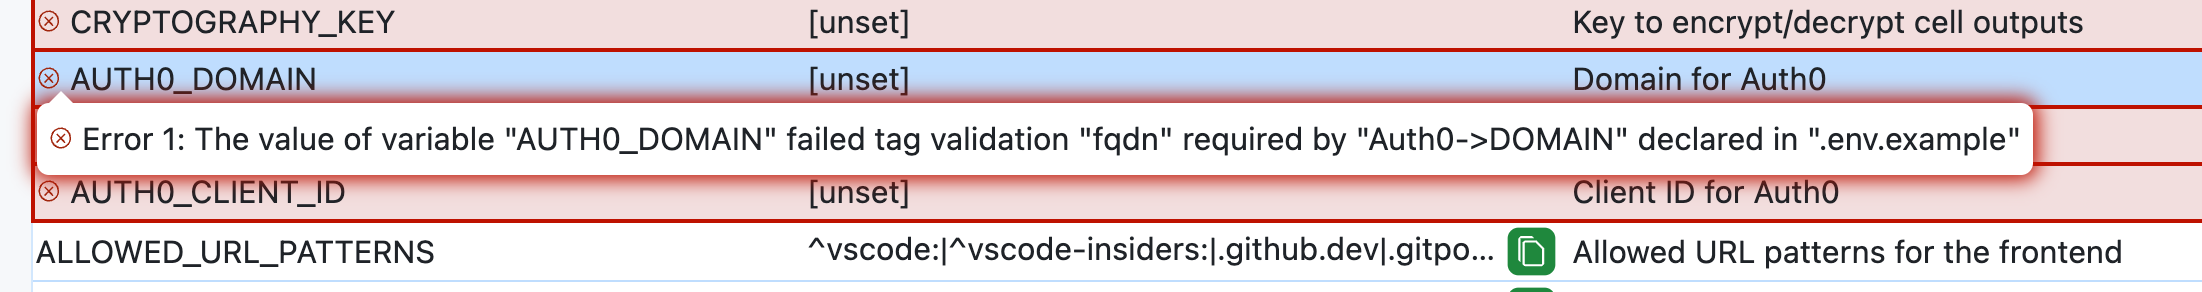 CRYPTOGRAPHY_KEY [unset] Key to encrypt/decrypt cell outputs
AUTH0_DOMAIN [unset] Domain for Auth0
Error 1: The value of variable "AUTH0_DOMAIN" failed tag validation "fqdn" required by "Auth0->DOMAIN" declared in ".env.example"
AUTH0_CLIENT_ID [unset] Client ID for Auth0
ALLOWED_URL_PATTERNS ^vscode:|^vscode-insiders:|.github.dev|.gitpo... Allowed URL patterns for the frontend